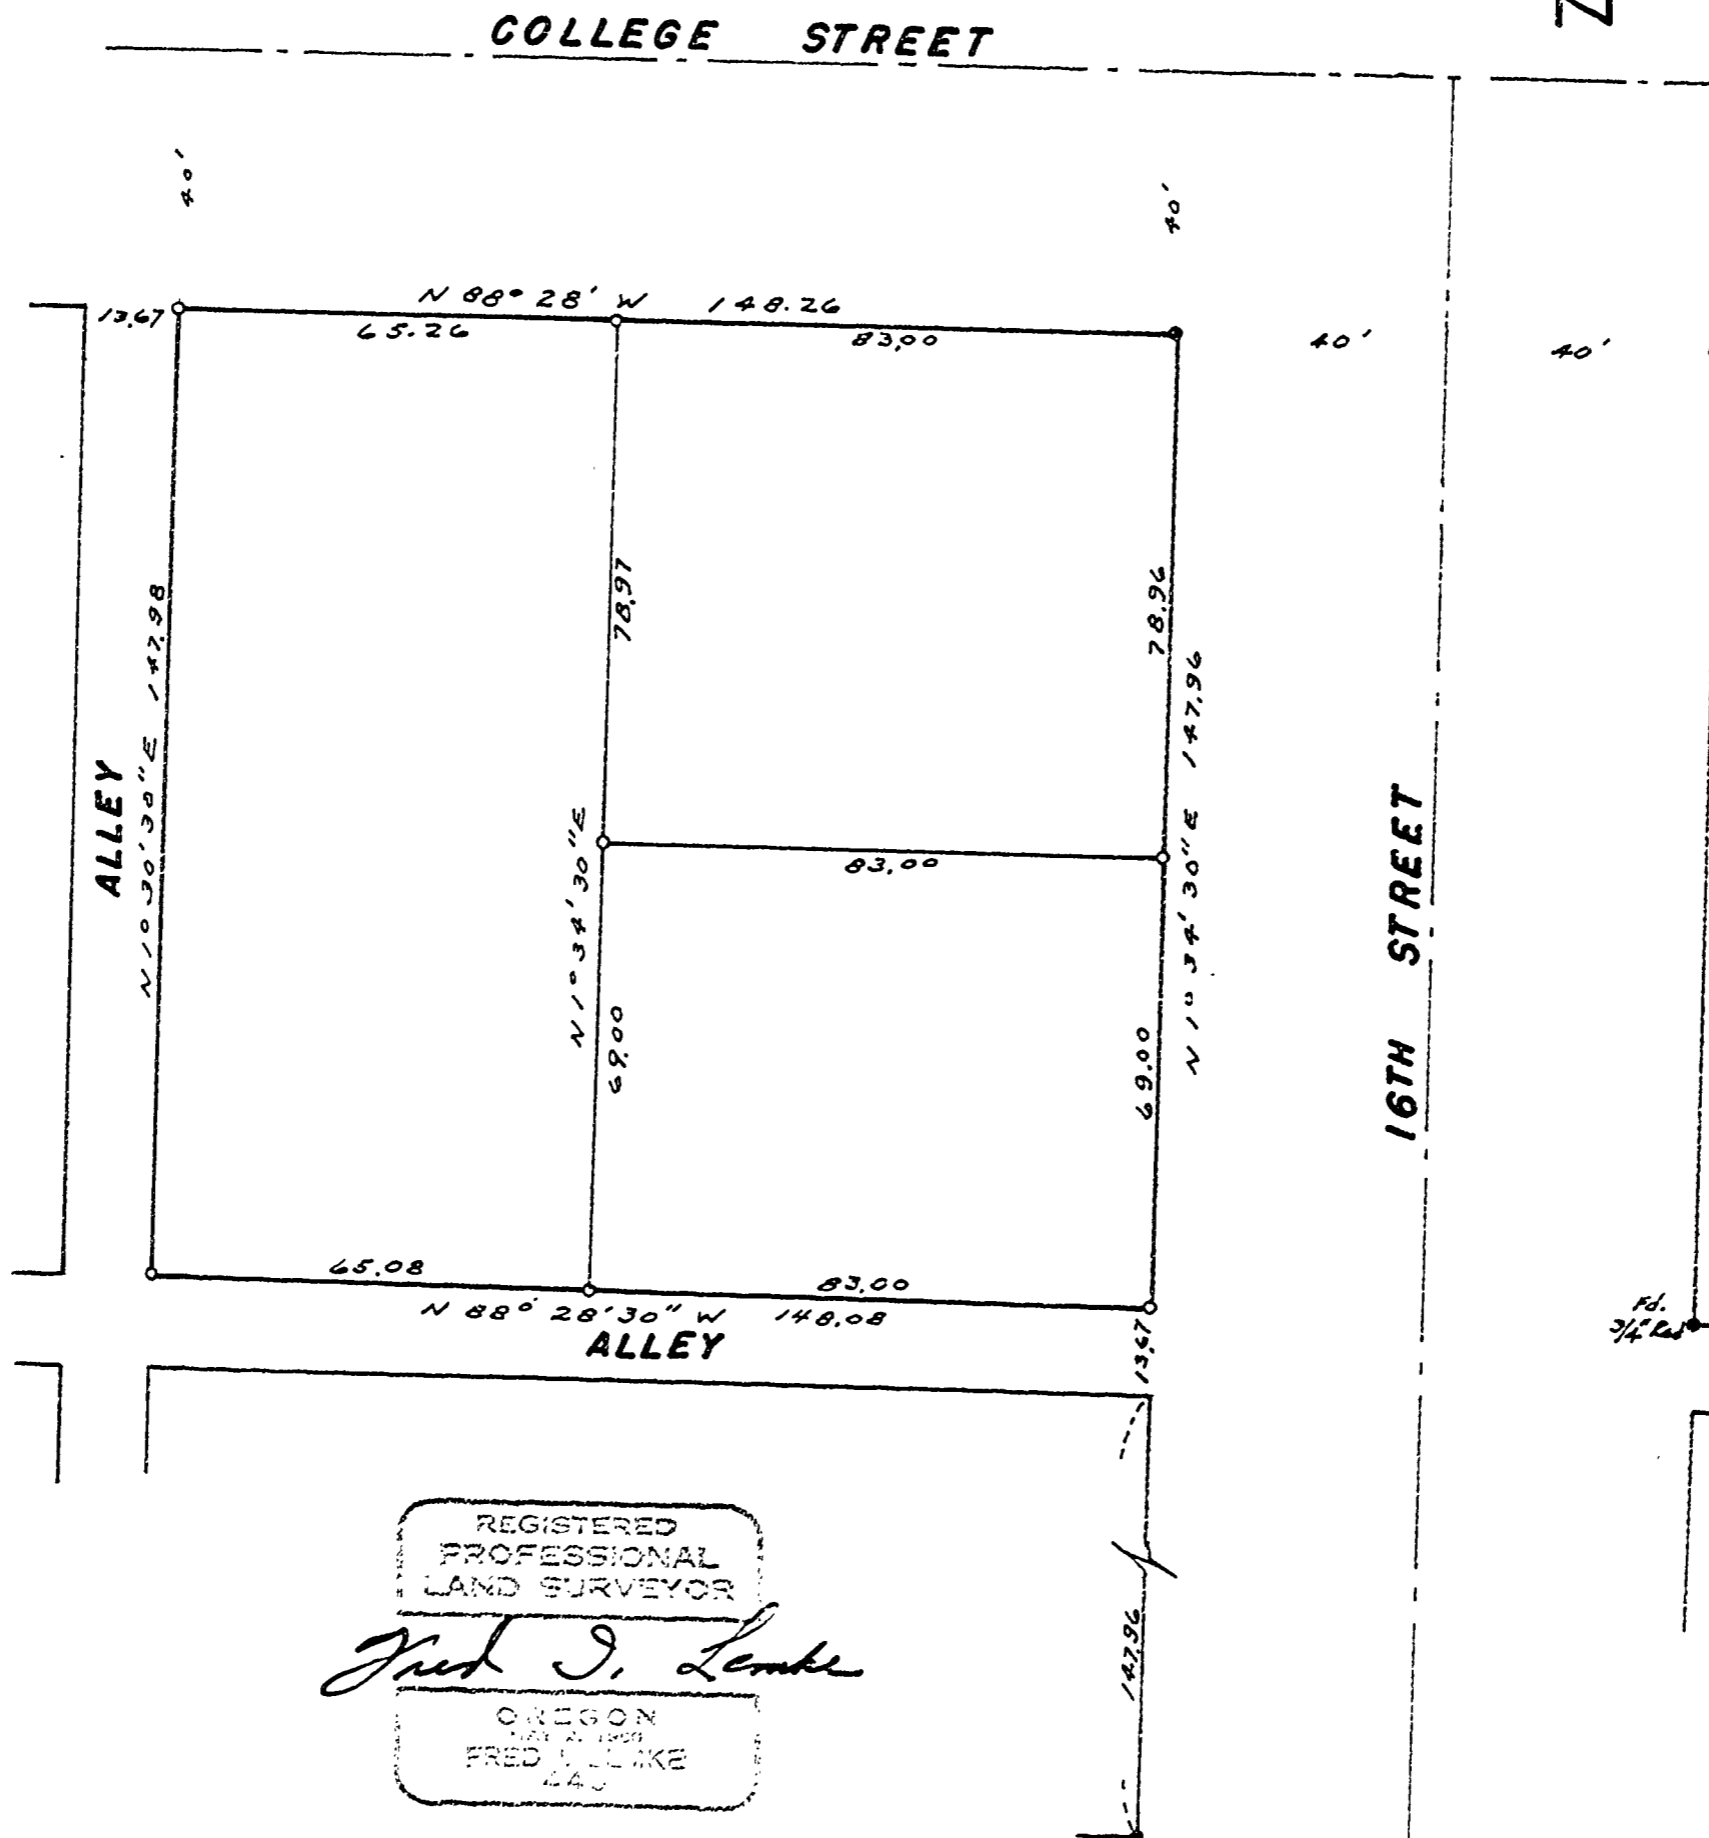 Z
COLLEGE STREET
40'
40'
N 88° 28' W 148.26
13.67
65.26
83.00
40'
40'
78.97
78.96
N 1° 30' 30" E 147.98
ALLEY
N 1° 34' 30" E
N 1° 34' 30" E 147.96
83.00
16TH STREET
69.00
69.00
65.08
83.00
N 88° 28' 30" W 148.08
ALLEY
13.67
Fd.
3/4"
147.96
REGISTERED
PROFESSIONAL
LAND SURVEYOR
Fred I. Lemke
OREGON
FRED